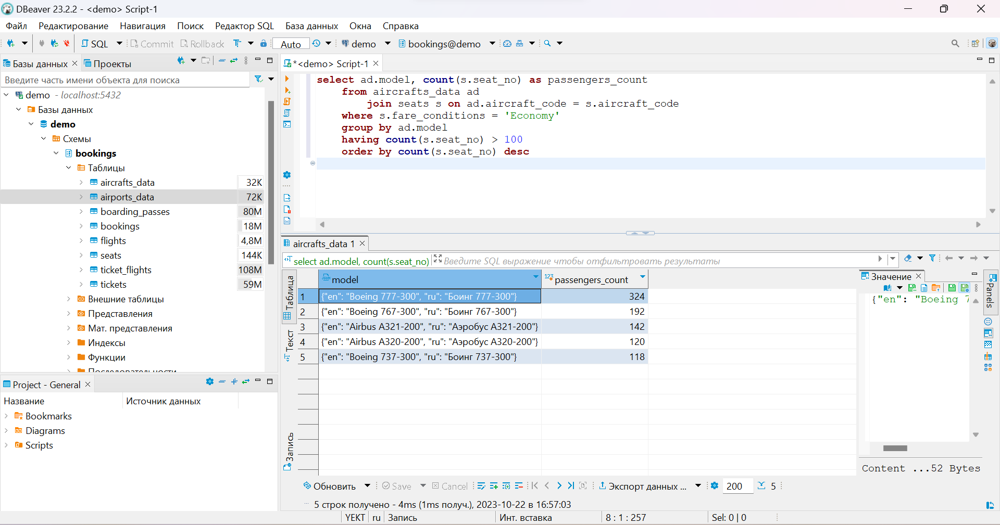 DBeaver 23.2.2 - <demo> Script-1
Файл Редактирование Навигация Поиск Редактор SQL База данных Окна Справка
SQL Commit Rollback Auto demo bookings@demo
Базы данных Проекты
Введите часть имени объекта для поиска
demo - localhost:5432
Базы данных
demo
Схемы
bookings
Таблицы
aircrafts_data 32K
airports_data 72K
boarding_passes 80M
bookings 18M
flights 4,8M
seats 144K
ticket_flights 108M
tickets 59M
Внешние таблицы
Представления
Мат. представления
Индексы
Функции
Последовательности
Project - General
Название Источник данных
Bookmarks
Diagrams
Scripts
*<demo> Script-1
select ad.model, count(s.seat_no) as passengers_count
from aircrafts_data ad
join seats s on ad.aircraft_code = s.aircraft_code
where s.fare_conditions = 'Economy'
group by ad.model
having count(s.seat_no) > 100
order by count(s.seat_no) desc
aircrafts_data 1
select ad.model, count(s.seat_no) Введите SQL выражение чтобы отфильтровать результаты
Таблица
Текст
Запись
model 123 passengers_count
1 {"en": "Boeing 777-300", "ru": "Боинг 777-300"} 324
2 {"en": "Boeing 767-300", "ru": "Боинг 767-300"} 192
3 {"en": "Airbus A321-200", "ru": "Аэробус A321-200"} 142
4 {"en": "Airbus A320-200", "ru": "Аэробус A320-200"} 120
5 {"en": "Boeing 737-300", "ru": "Боинг 737-300"} 118
Значение
{"en": "Boeing 7
Panels
Content ...52 Bytes
Обновить Save Cancel Экспорт данных ... 200 5
5 строк получено - 4ms (1ms получ.), 2023-10-22 в 16:57:03
YEKT ru Запись Инт. вставка 8 : 1 : 257 Sel: 0 | 0